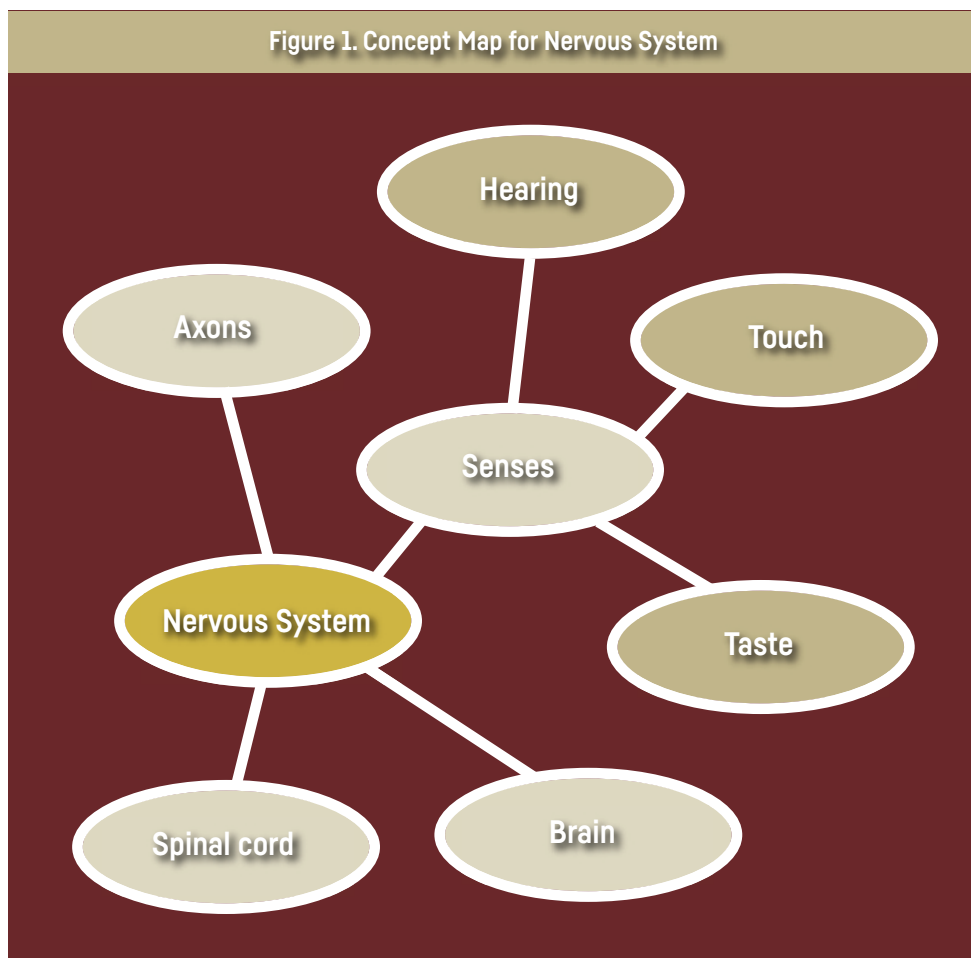 Figure 1. Concept Map for Nervous System
Hearing
Axons
Touch
Senses
Nervous System
Taste
Spinal cord
Brain